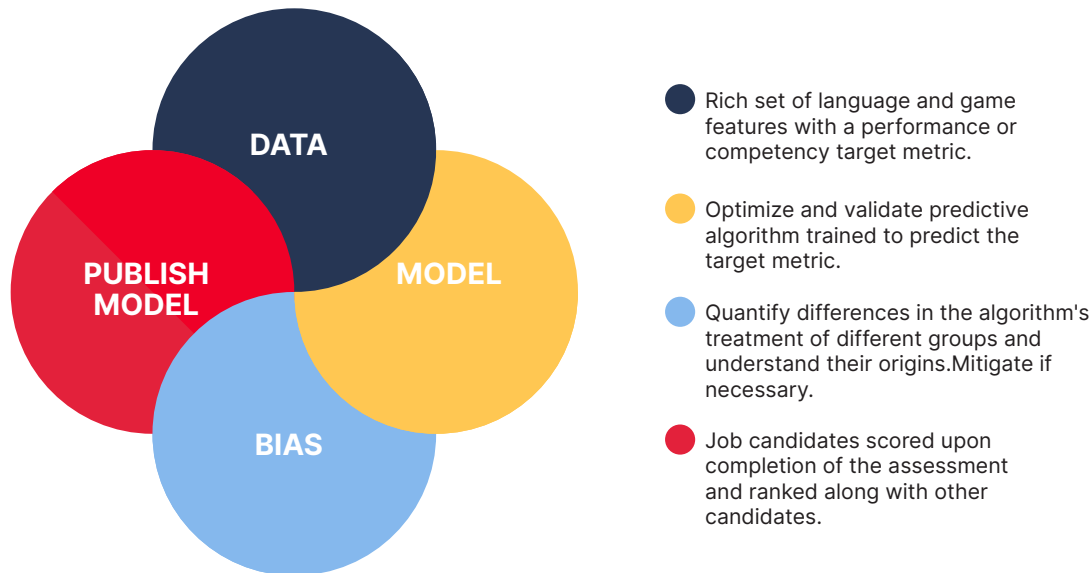 DATA
MODEL
PUBLISH
MODEL
BIAS
Rich set of language and game
features with a performance or
competency target metric.
Optimize and validate predictive
algorithm trained to predict the
target metric.
Quantify differences in the algorithm's
treatment of different groups and
understand their origins.Mitigate if
necessary.
Job candidates scored upon
completion of the assessment
and ranked along with other
candidates.